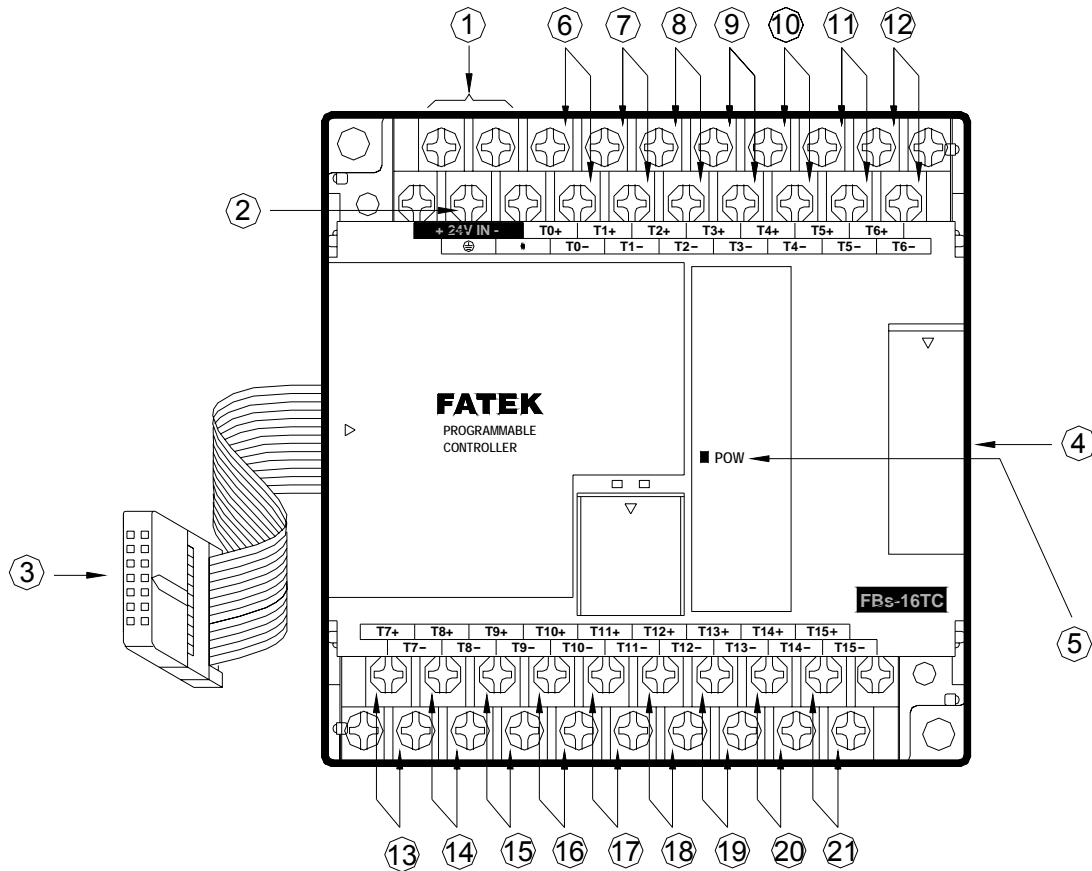 1 6 7 8 9 10 11 12
2
+ 24V IN - T0+ T1+ T2+ T3+ T4+ T5+ T6+
T0− T1− T2− T3− T4− T5− T6−
FATEK
PROGRAMMABLE
CONTROLLER
POW
4
3
FBs-16TC
5
T7+ T8+ T9+ T10+ T11+ T12+ T13+ T14+ T15+
T7− T8− T9− T10− T11− T12− T13− T14− T15−
13 14 15 16 17 18 19 20 21